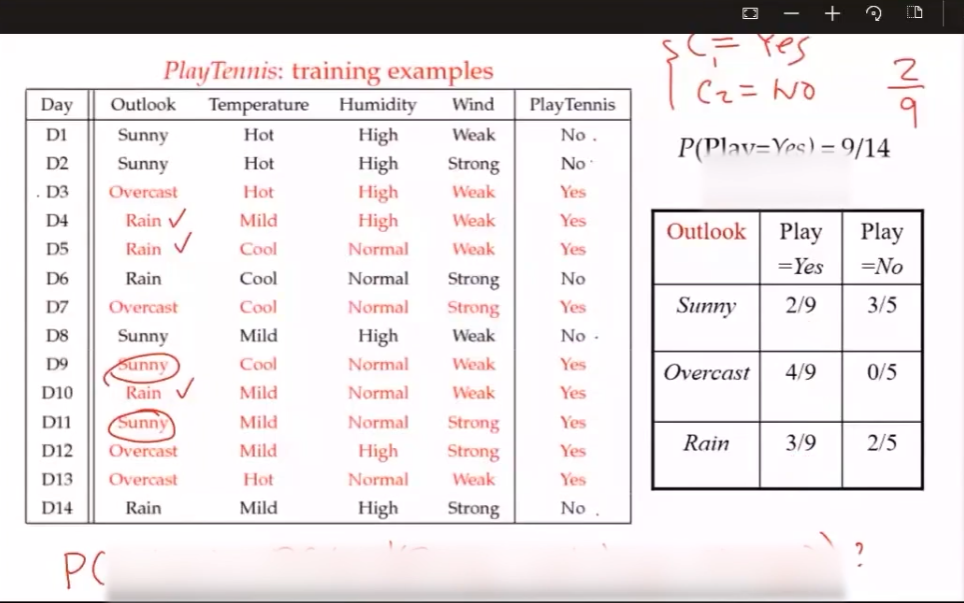 C₁ = Yes
C₂ = NO
2
9
PlayTennis: training examples
P(Play=Yes) = 9/14
Day Outlook Temperature Humidity Wind PlayTennis
D1 Sunny Hot High Weak No
D2 Sunny Hot High Strong No
D3 Overcast Hot High Weak Yes
D4 Rain ✓ Mild High Weak Yes
D5 Rain ✓ Cool Normal Weak Yes
D6 Rain Cool Normal Strong No
D7 Overcast Cool Normal Strong Yes
D8 Sunny Mild High Weak No
D9 Sunny Cool Normal Weak Yes
D10 Rain ✓ Mild Normal Weak Yes
D11 Sunny Mild Normal Strong Yes
D12 Overcast Mild High Strong Yes
D13 Overcast Hot Normal Weak Yes
D14 Rain Mild High Strong No
Outlook Play =Yes Play =No
Sunny 2/9 3/5
Overcast 4/9 0/5
Rain 3/9 2/5
P( ) ?